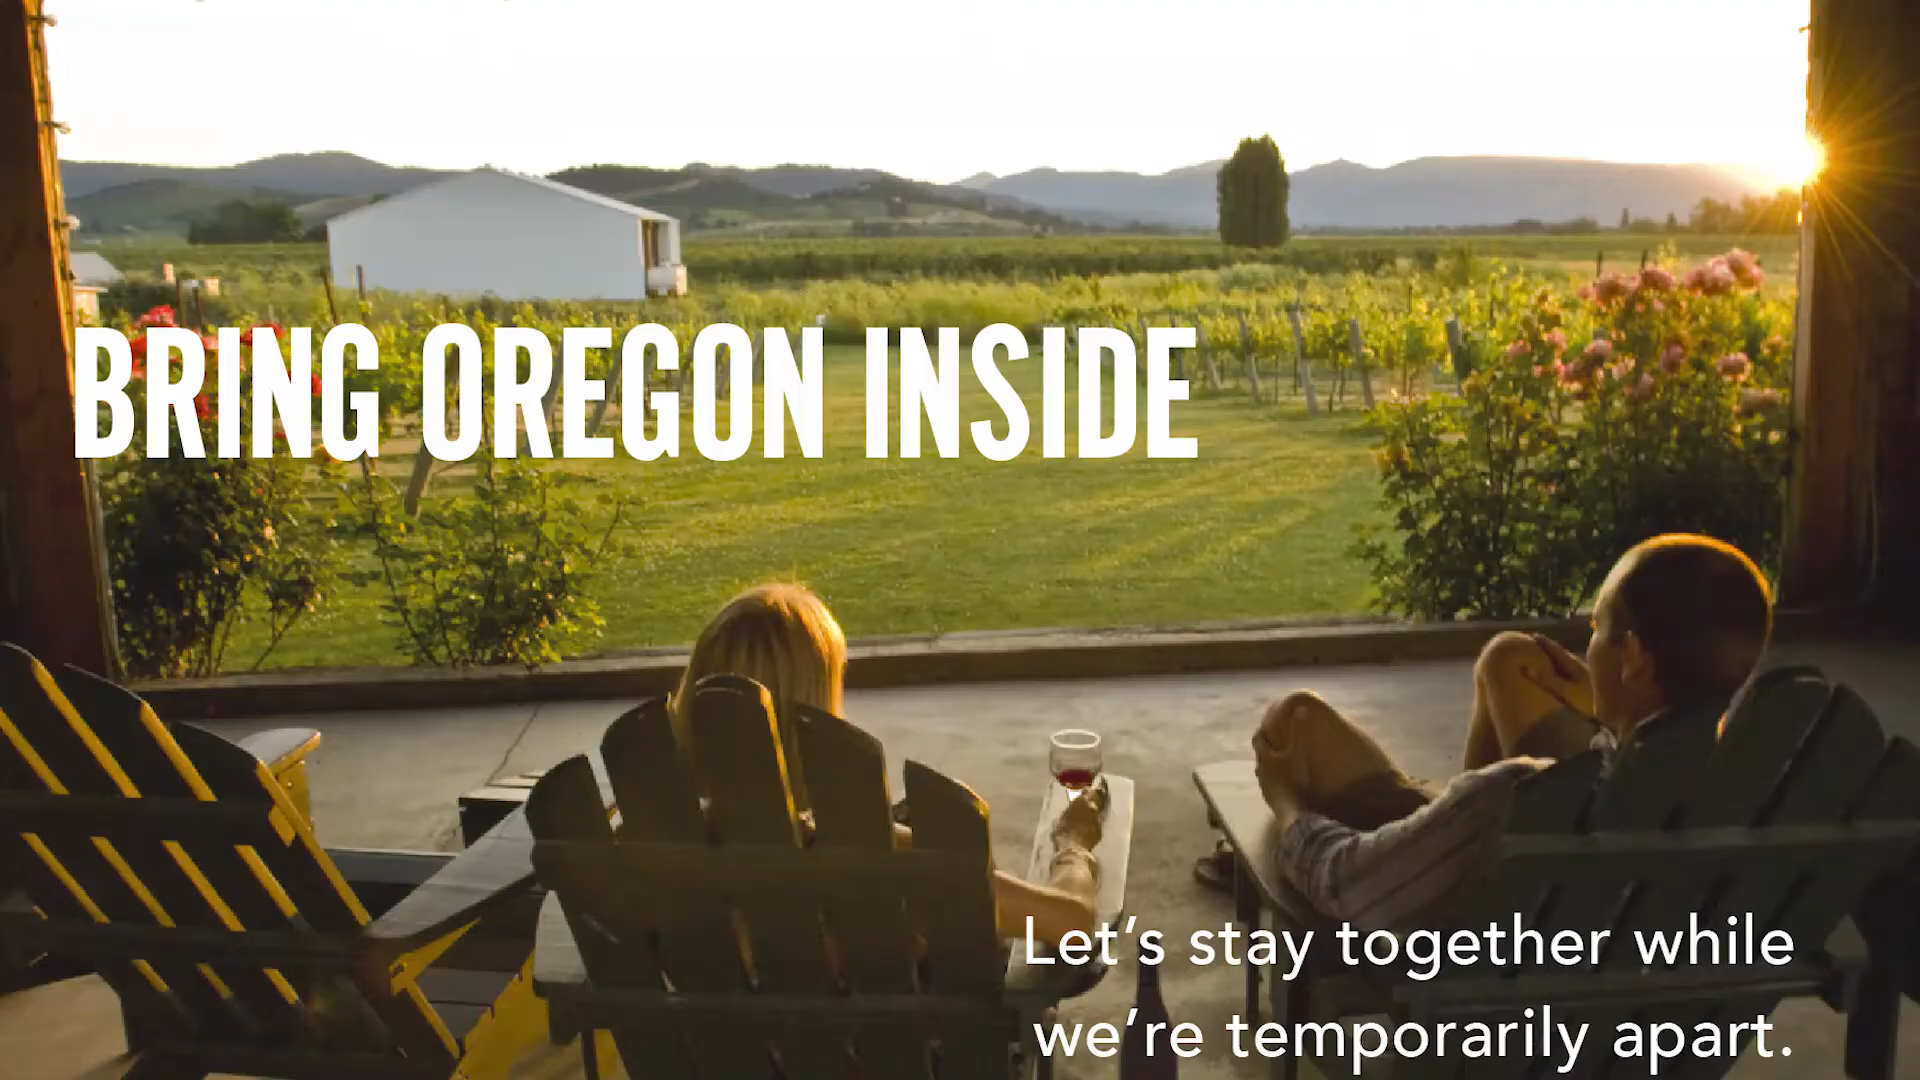 BRING OREGON INSIDE
Let’s stay together while
we’re temporarily apart.